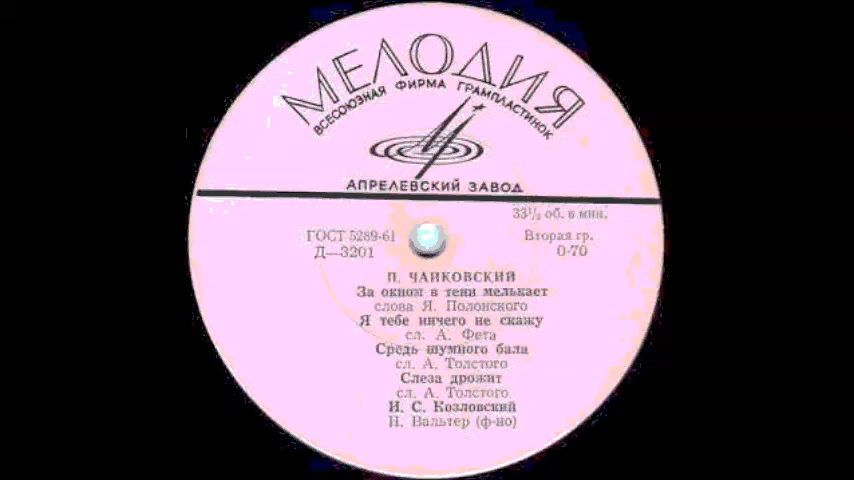 МЕЛОДИЯ
ВСЕСОЮЗНАЯ ФИРМА ГРАМПЛАСТИНОК
АПРЕЛЕВСКИЙ ЗАВОД
33⅓ об. в мин.
ГОСТ 5289-61 Вторая гр.
Д—3201 0-70
П. ЧАЙКОВСКИЙ
За окном в тени мелькает
слова Я. Полонского
Я тебе ничего не скажу
сл. А. Фета
Средь шумного бала
сл. А. Толстого
Слеза дрожит
сл. А. Толстого
И. С. Козловский
Н. Вальтер (ф-но)